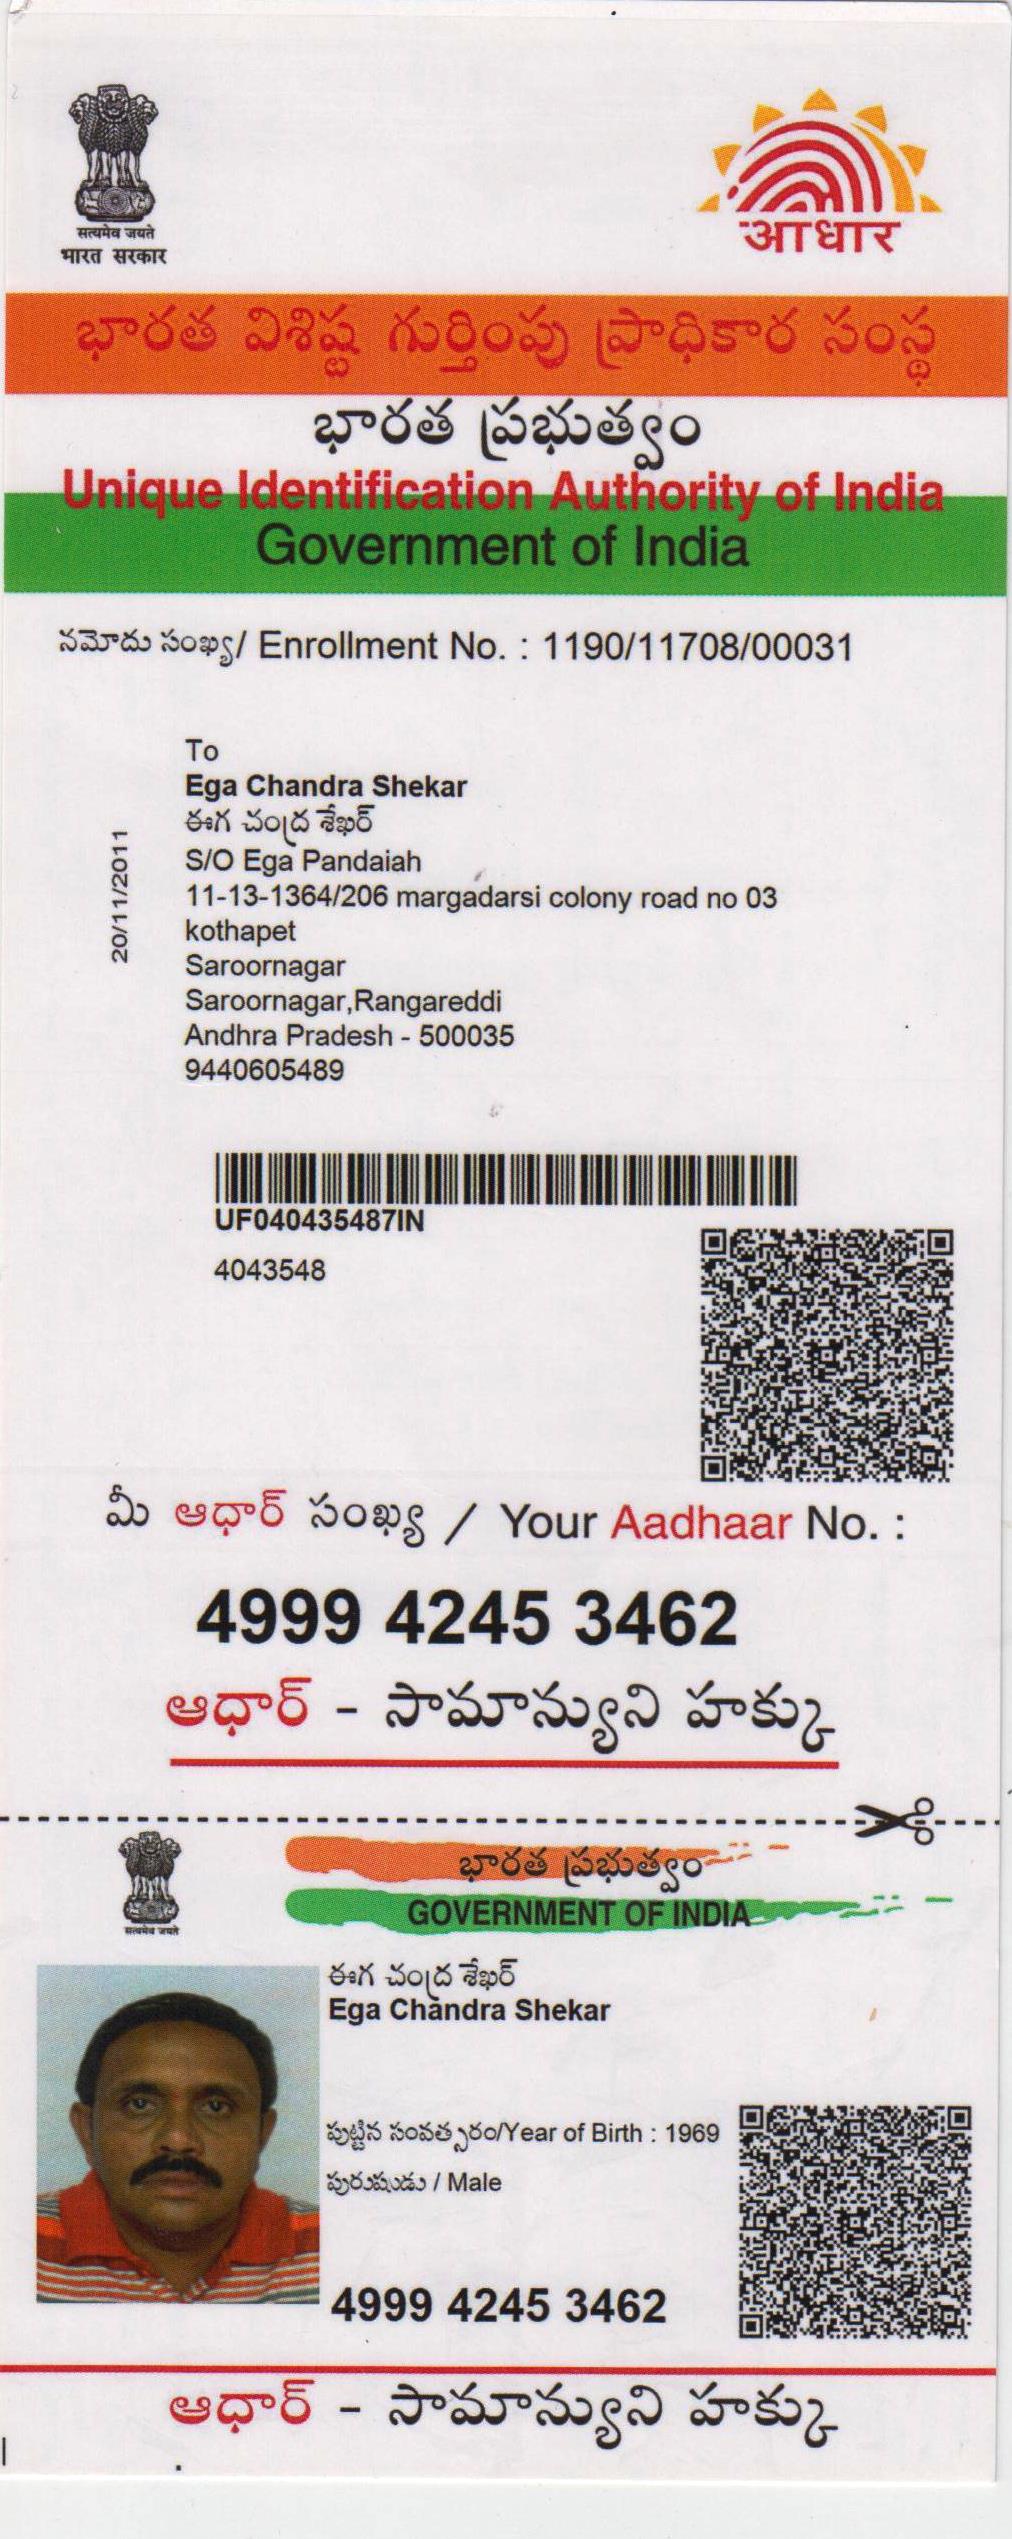 सत्यमेव जयते
भारत सरकार
आधार
భారత విశిష్ట గుర్తింపు ప్రాధికార సంస్థ
భారత ప్రభుత్వం
Unique Identification Authority of India
Government of India
నమోదు సంఖ్య/ Enrollment No. : 1190/11708/00031
20/11/2011
To
Ega Chandra Shekar
ఈగ చంద్ర శేఖర్
S/O Ega Pandaiah
11-13-1364/206 margadarsi colony road no 03
kothapet
Saroornagar
Saroornagar,Rangareddi
Andhra Pradesh - 500035
9440605489
UF040435487IN
4043548
మీ ఆధార్ సంఖ్య / Your Aadhaar No. :
4999 4245 3462
ఆధార్ - సామాన్యుని హక్కు
सत्यमेव जयते
భారత ప్రభుత్వం
GOVERNMENT OF INDIA
ఈగ చంద్ర శేఖర్
Ega Chandra Shekar
పుట్టిన సంవత్సరం/Year of Birth : 1969
పురుషుడు / Male
4999 4245 3462
ఆధార్ - సామాన్యుని హక్కు